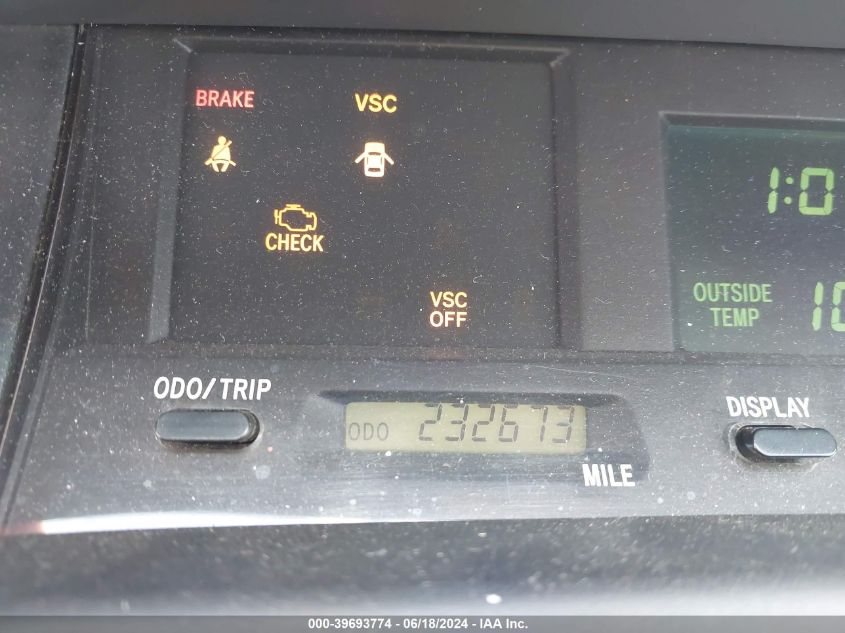 BRAKE VSC
CHECK
VSC
OFF
1:0
OUTSIDE
TEMP 10
ODO/TRIP
ODO 232673
MILE
DISPLAY
000-39693774 - 06/18/2024 - IAA Inc.